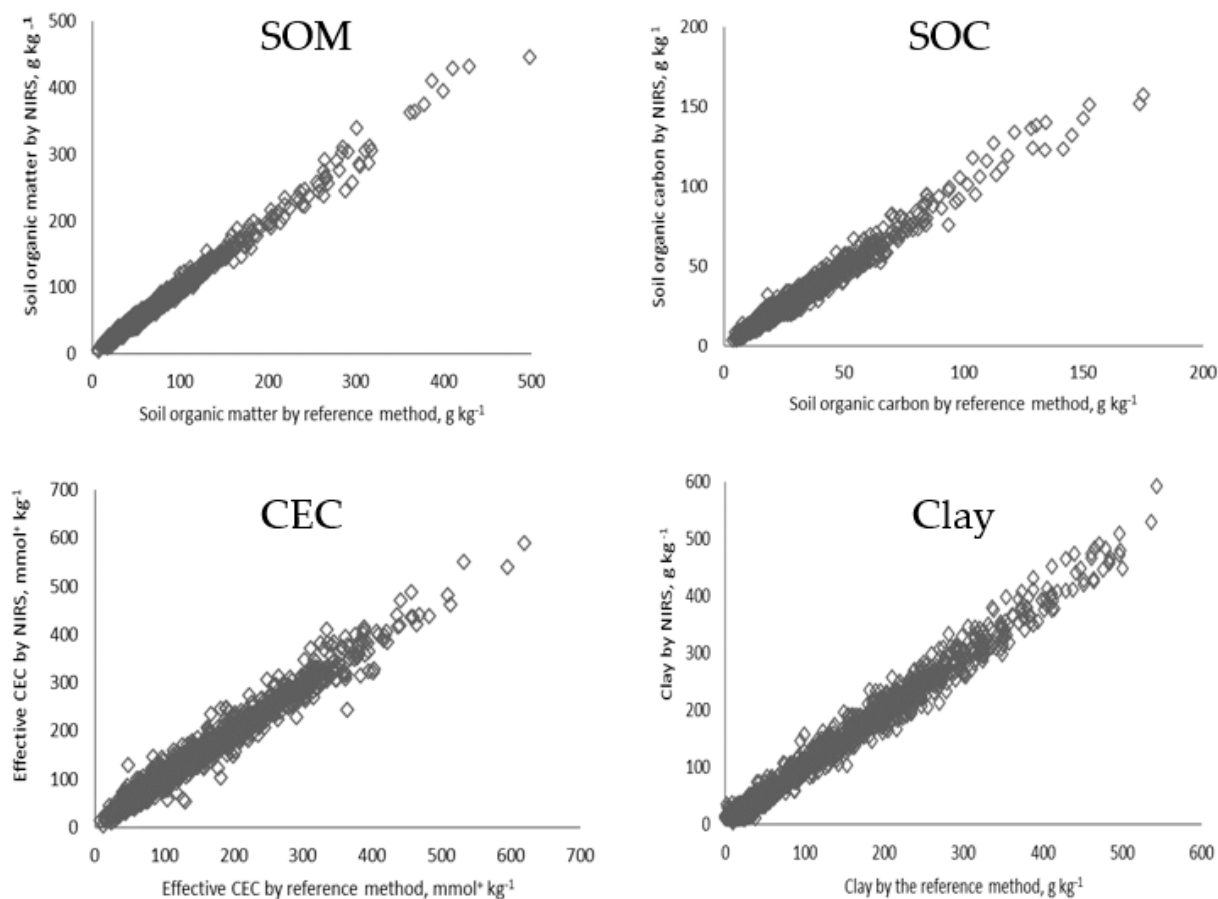 SOM
Soil organic matter by NIRS, g kg⁻¹
500
400
300
200
100
0
0 100 200 300 400 500
Soil organic matter by reference method, g kg⁻¹
SOC
Soil organic carbon by NIRS, g kg¹
200
150
100
50
0
0 50 100 150 200
Soil organic carbon by reference method, g kg⁻¹
CEC
Effective CEC by NIRS, mmol⁺ kg⁻¹
700
600
500
400
300
200
100
0
0 100 200 300 400 500 600 700
Effective CEC by reference method, mmol⁺ kg⁻¹
Clay
Clay by NIRS, g kg⁻¹
600
500
400
300
200
100
0
0 100 200 300 400 500 600
Clay by the reference method, g kg⁻¹